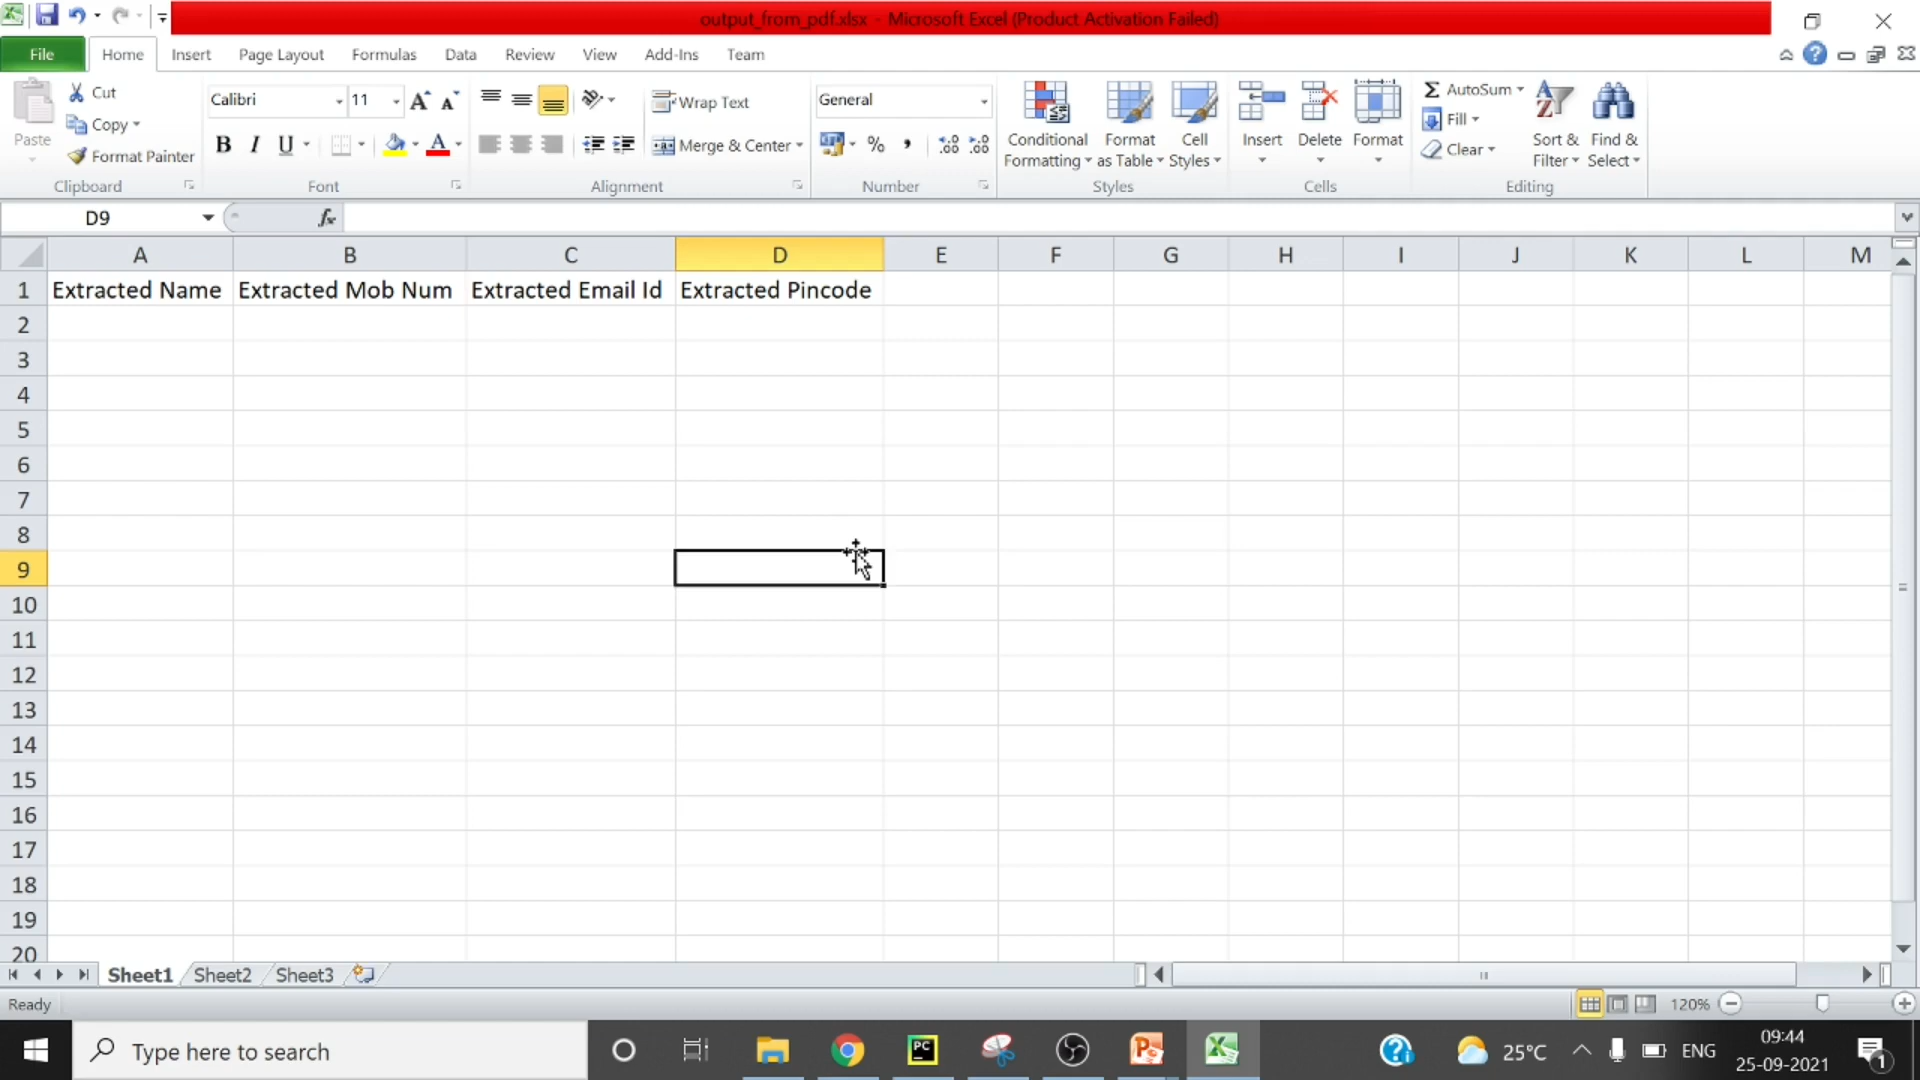 output_from_pdf.xlsx - Microsoft Excel (Product Activation Failed)
File Home Insert Page Layout Formulas Data Review View Add-Ins Team
Paste
Cut
Copy
Format Painter
Clipboard
Calibri 11
B I U
Font
Wrap Text
Merge & Center
Alignment
General
%
Number
Conditional Formatting
Format as Table
Cell Styles
Styles
Insert
Delete
Format
Cells
Σ AutoSum
Fill
Clear
Sort & Filter
Find & Select
Editing
D9 fx
A B C D E F G H I J K L M
1 Extracted Name Extracted Mob Num Extracted Email Id Extracted Pincode
2
3
4
5
6
7
8
9
10
11
12
13
14
15
16
17
18
19
20
Sheet1 Sheet2 Sheet3
Ready 120%
Type here to search
25°C ENG
09:44
25-09-2021
1